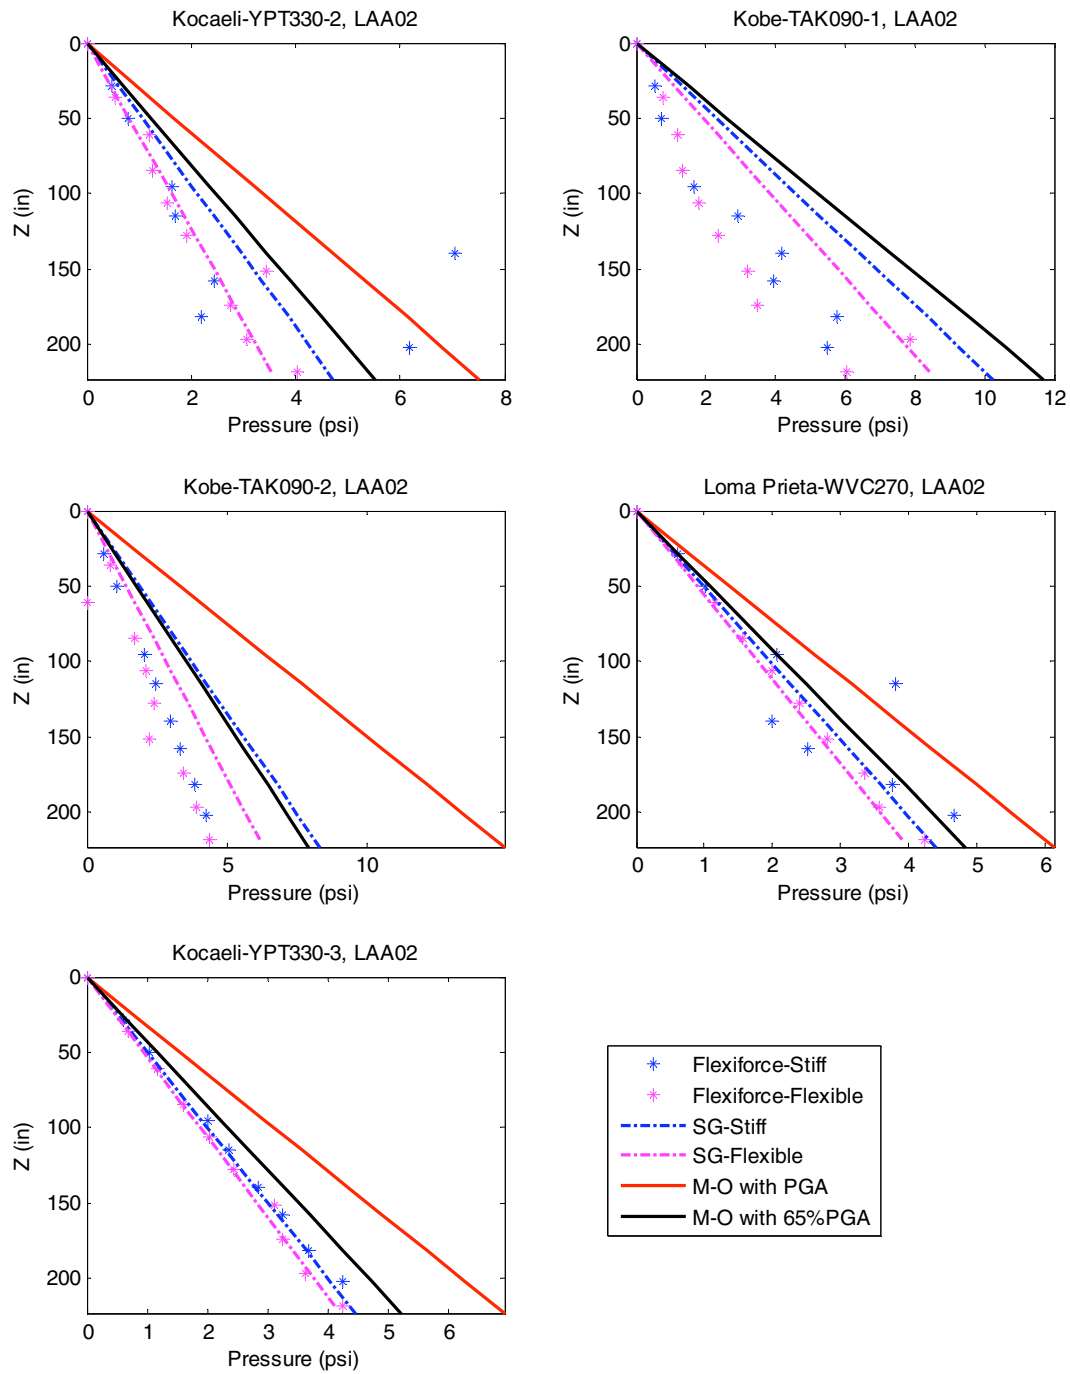 Kocaeli-YPT330-2, LAA02
0
50
100
150
200
Z (in)
0 2 4 6 8
Pressure (psi)
Kobe-TAK090-1, LAA02
0
50
100
150
200
Z (in)
0 2 4 6 8 10 12
Pressure (psi)
Kobe-TAK090-2, LAA02
0
50
100
150
200
Z (in)
0 5 10
Pressure (psi)
Loma Prieta-WVC270, LAA02
0
50
100
150
200
Z (in)
0 1 2 3 4 5 6
Pressure (psi)
Kocaeli-YPT330-3, LAA02
0
50
100
150
200
Z (in)
0 1 2 3 4 5 6
Pressure (psi)
Flexiforce-Stiff
Flexiforce-Flexible
SG-Stiff
SG-Flexible
M-O with PGA
M-O with 65%PGA